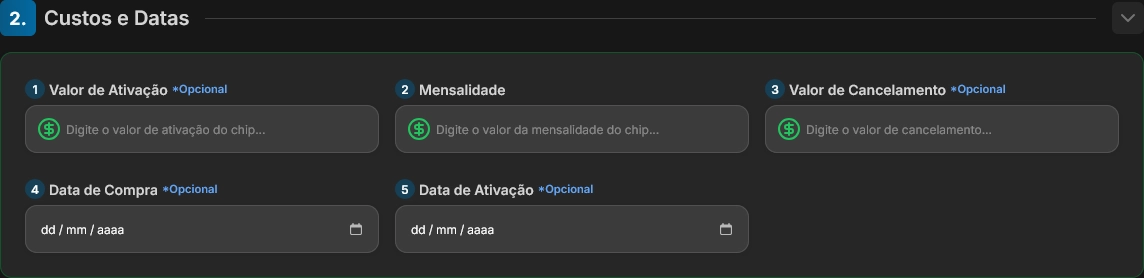 2. Custos e Datas
1 Valor de Ativação *Opcional
Digite o valor de ativação do chip...
2 Mensalidade
Digite o valor da mensalidade do chip...
3 Valor de Cancelamento *Opcional
Digite o valor de cancelamento...
4 Data de Compra *Opcional
dd / mm / aaaa
5 Data de Ativação *Opcional
dd / mm / aaaa